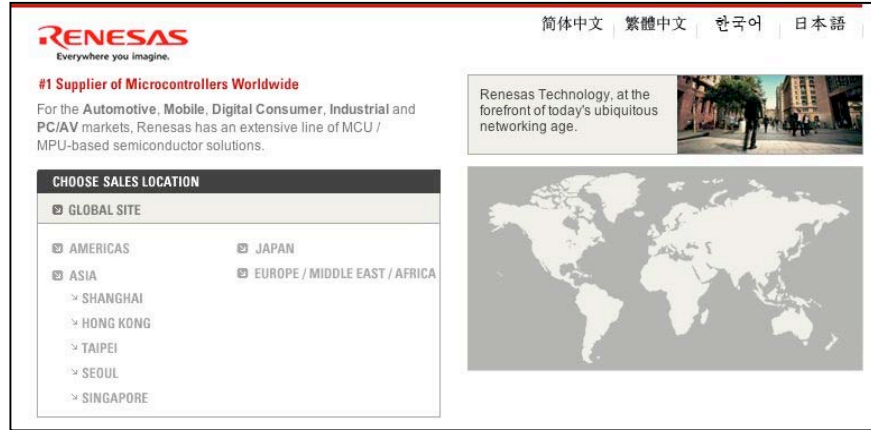 简体中文 繁體中文 한국어 日本語
RENESAS
Everywhere you imagine.
#1 Supplier of Microcontrollers Worldwide
For the Automotive, Mobile, Digital Consumer, Industrial and
PC/AV markets, Renesas has an extensive line of MCU /
MPU-based semiconductor solutions.
Renesas Technology, at the
forefront of today's ubiquitous
networking age.
CHOOSE SALES LOCATION
GLOBAL SITE
AMERICAS
ASIA
SHANGHAI
HONG KONG
TAIPEI
SEOUL
SINGAPORE
JAPAN
EUROPE / MIDDLE EAST / AFRICA